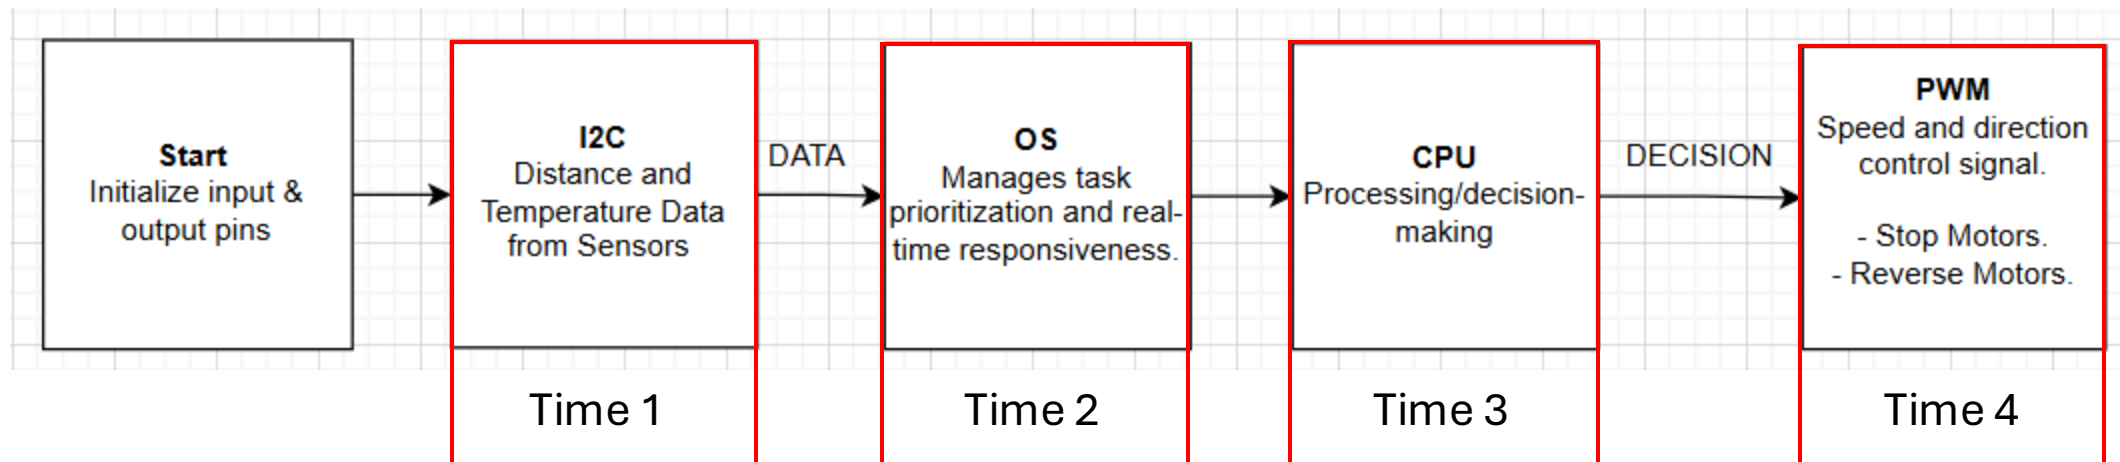 Start
Initialize input &
output pins
I2C
Distance and
Temperature Data
from Sensors
DATA
OS
Manages task
prioritization and real-
time responsiveness.
CPU
Processing/decision-
making
DECISION
PWM
Speed and direction
control signal.
- Stop Motors.
- Reverse Motors.
Time 1
Time 2
Time 3
Time 4